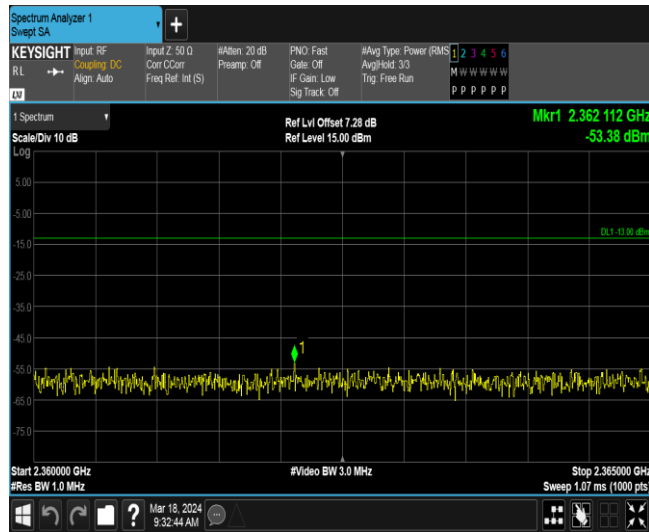 Spectrum Analyzer 1
Swept SA
+
KEYSIGHT
RL
LXI
Input: RF
Coupling: DC
Align: Auto
Input Z: 50 Ω
Corr CCorr
Freq Ref: Int (S)
#Atten: 20 dB
Preamp: Off
PNO: Fast
Gate: Off
IF Gain: Low
Sig Track: Off
#Avg Type: Power (RMS
Avg|Hold: 3/3
Trig: Free Run
1 2 3 4 5 6
M W W W W W
P P P P P P
1 Spectrum
Scale/Div 10 dB
Log
Ref Lvl Offset 7.28 dB
Ref Level 15.00 dBm
Mkr1 2.362 112 GHz
-53.38 dBm
5.00
-5.00
DL1 -13.00 dBm
-15.0
-25.0
-35.0
-45.0
1
-55.0
-65.0
-75.0
Start 2.360000 GHz
#Res BW 1.0 MHz
#Video BW 3.0 MHz
Stop 2.365000 GHz
Sweep 1.07 ms (1000 pts)
?
Mar 18, 2024
9:32:44 AM